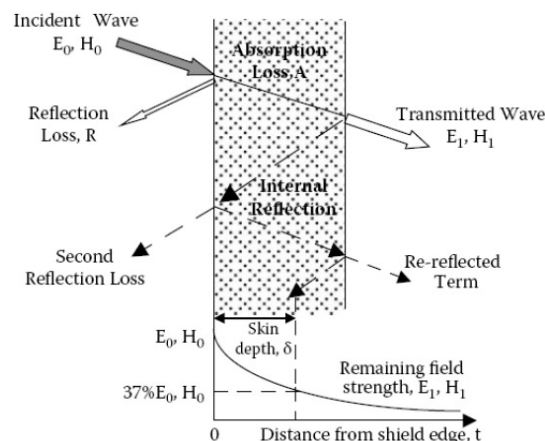 Incident Wave
E₀, H₀
Absorption
Loss, A
Reflection
Loss, R
Transmitted Wave
E₁, H₁
Internal
Reflection
Second
Reflection Loss
Re-reflected
Term
E₀, H₀
Skin
depth, δ
Remaining field
strength, E₁, H₁
37%E₀, H₀
0
Distance from shield edge, t